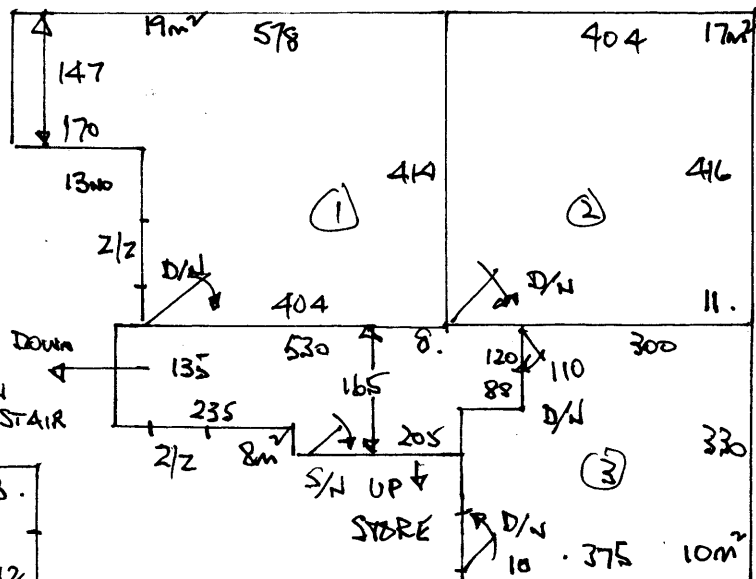 19m² 578 404 17m²
147
170
13NO 414 416
1 2
2/2
D/N D/N
404 11.
DOWN 530 8. 300
135 165 120 110
88
STAIR 235 205 D/N
2/2 8m² 330
S/N UP 3
STORE D/N
10 .375 10m²